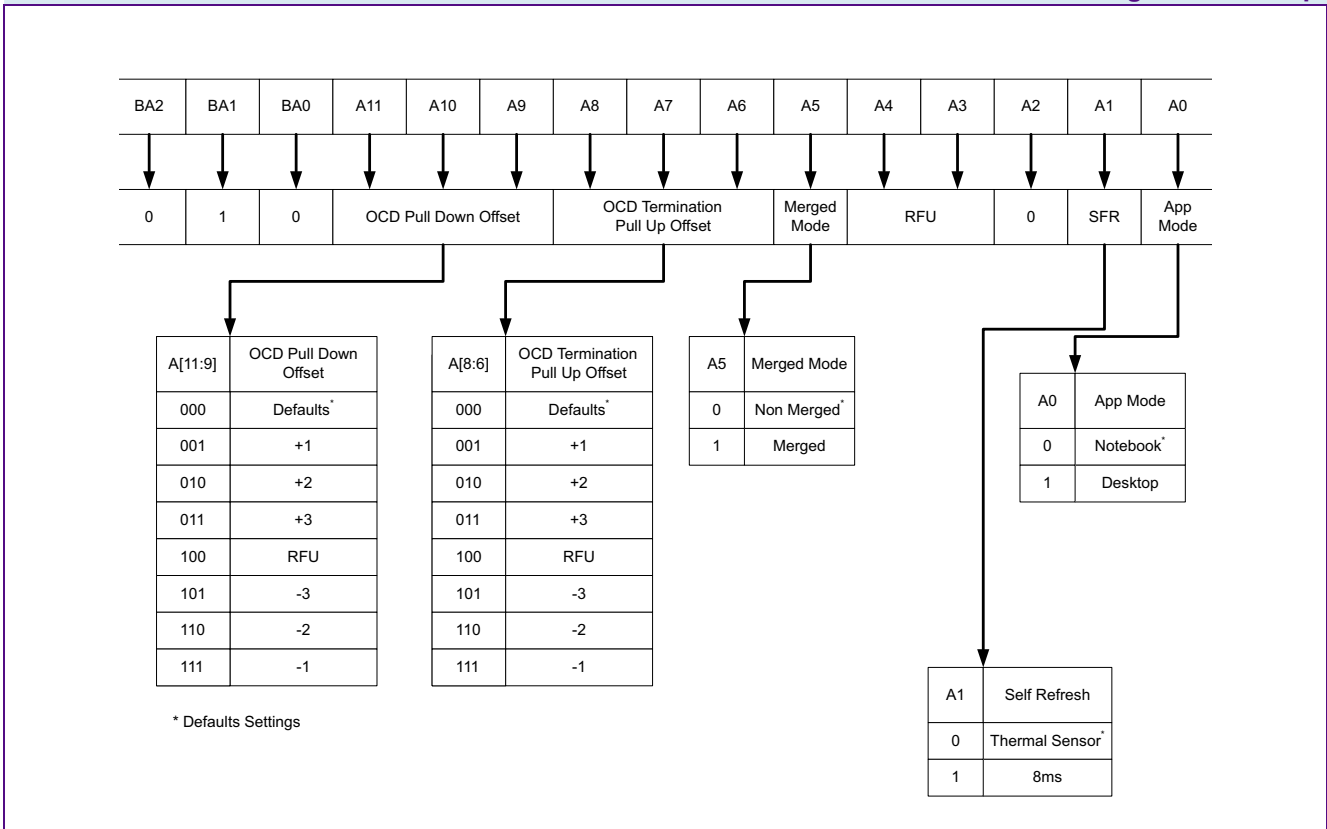 BA2 BA1 BA0 A11 A10 A9 A8 A7 A6 A5 A4 A3 A2 A1 A0
0 1 0 OCD Pull Down Offset OCD Termination Pull Up Offset Merged Mode RFU 0 SFR App Mode
A[11:9] OCD Pull Down Offset
000 Defaults*
001 +1
010 +2
011 +3
100 RFU
101 -3
110 -2
111 -1
A[8:6] OCD Termination Pull Up Offset
000 Defaults*
001 +1
010 +2
011 +3
100 RFU
101 -3
110 -2
111 -1
A5 Merged Mode
0 Non Merged*
1 Merged
A0 App Mode
0 Notebook*
1 Desktop
A1 Self Refresh
0 Thermal Sensor*
1 8ms
* Defaults Settings